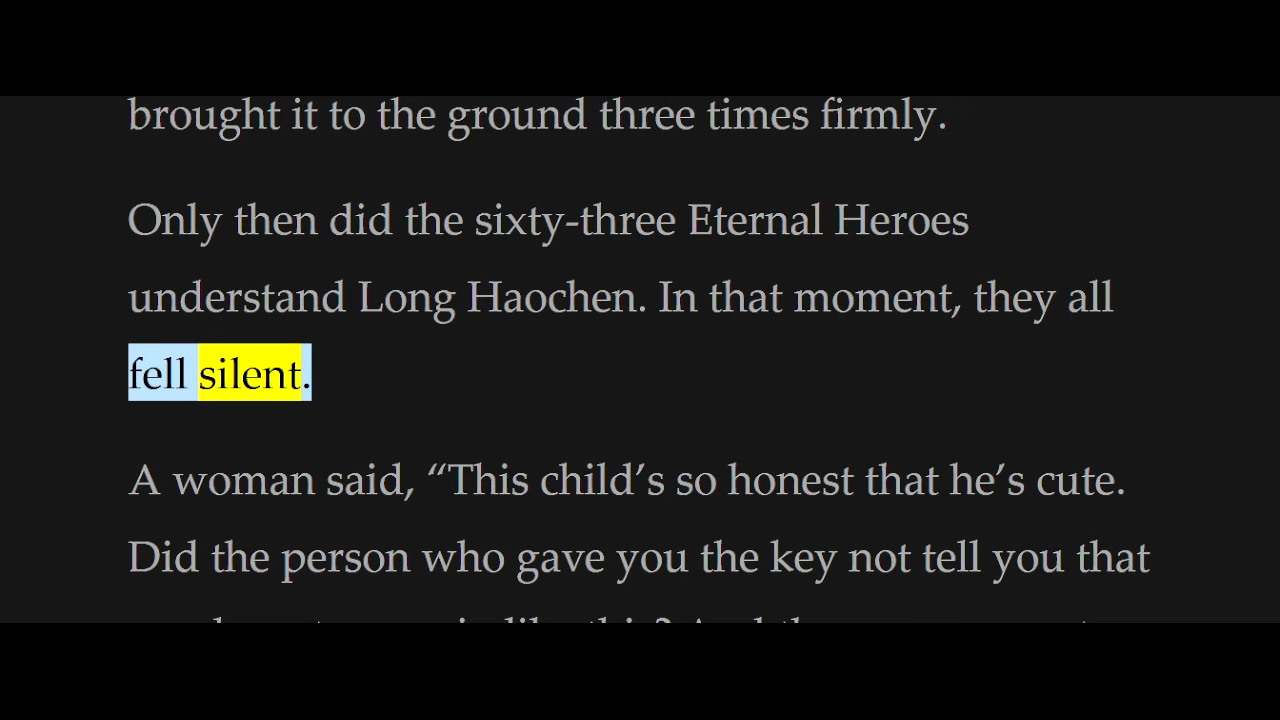 brought it to the ground three times firmly.
Only then did the sixty-three Eternal Heroes
understand Long Haochen. In that moment, they all
fell silent.
A woman said, “This child’s so honest that he’s cute.
Did the person who gave you the key not tell you that